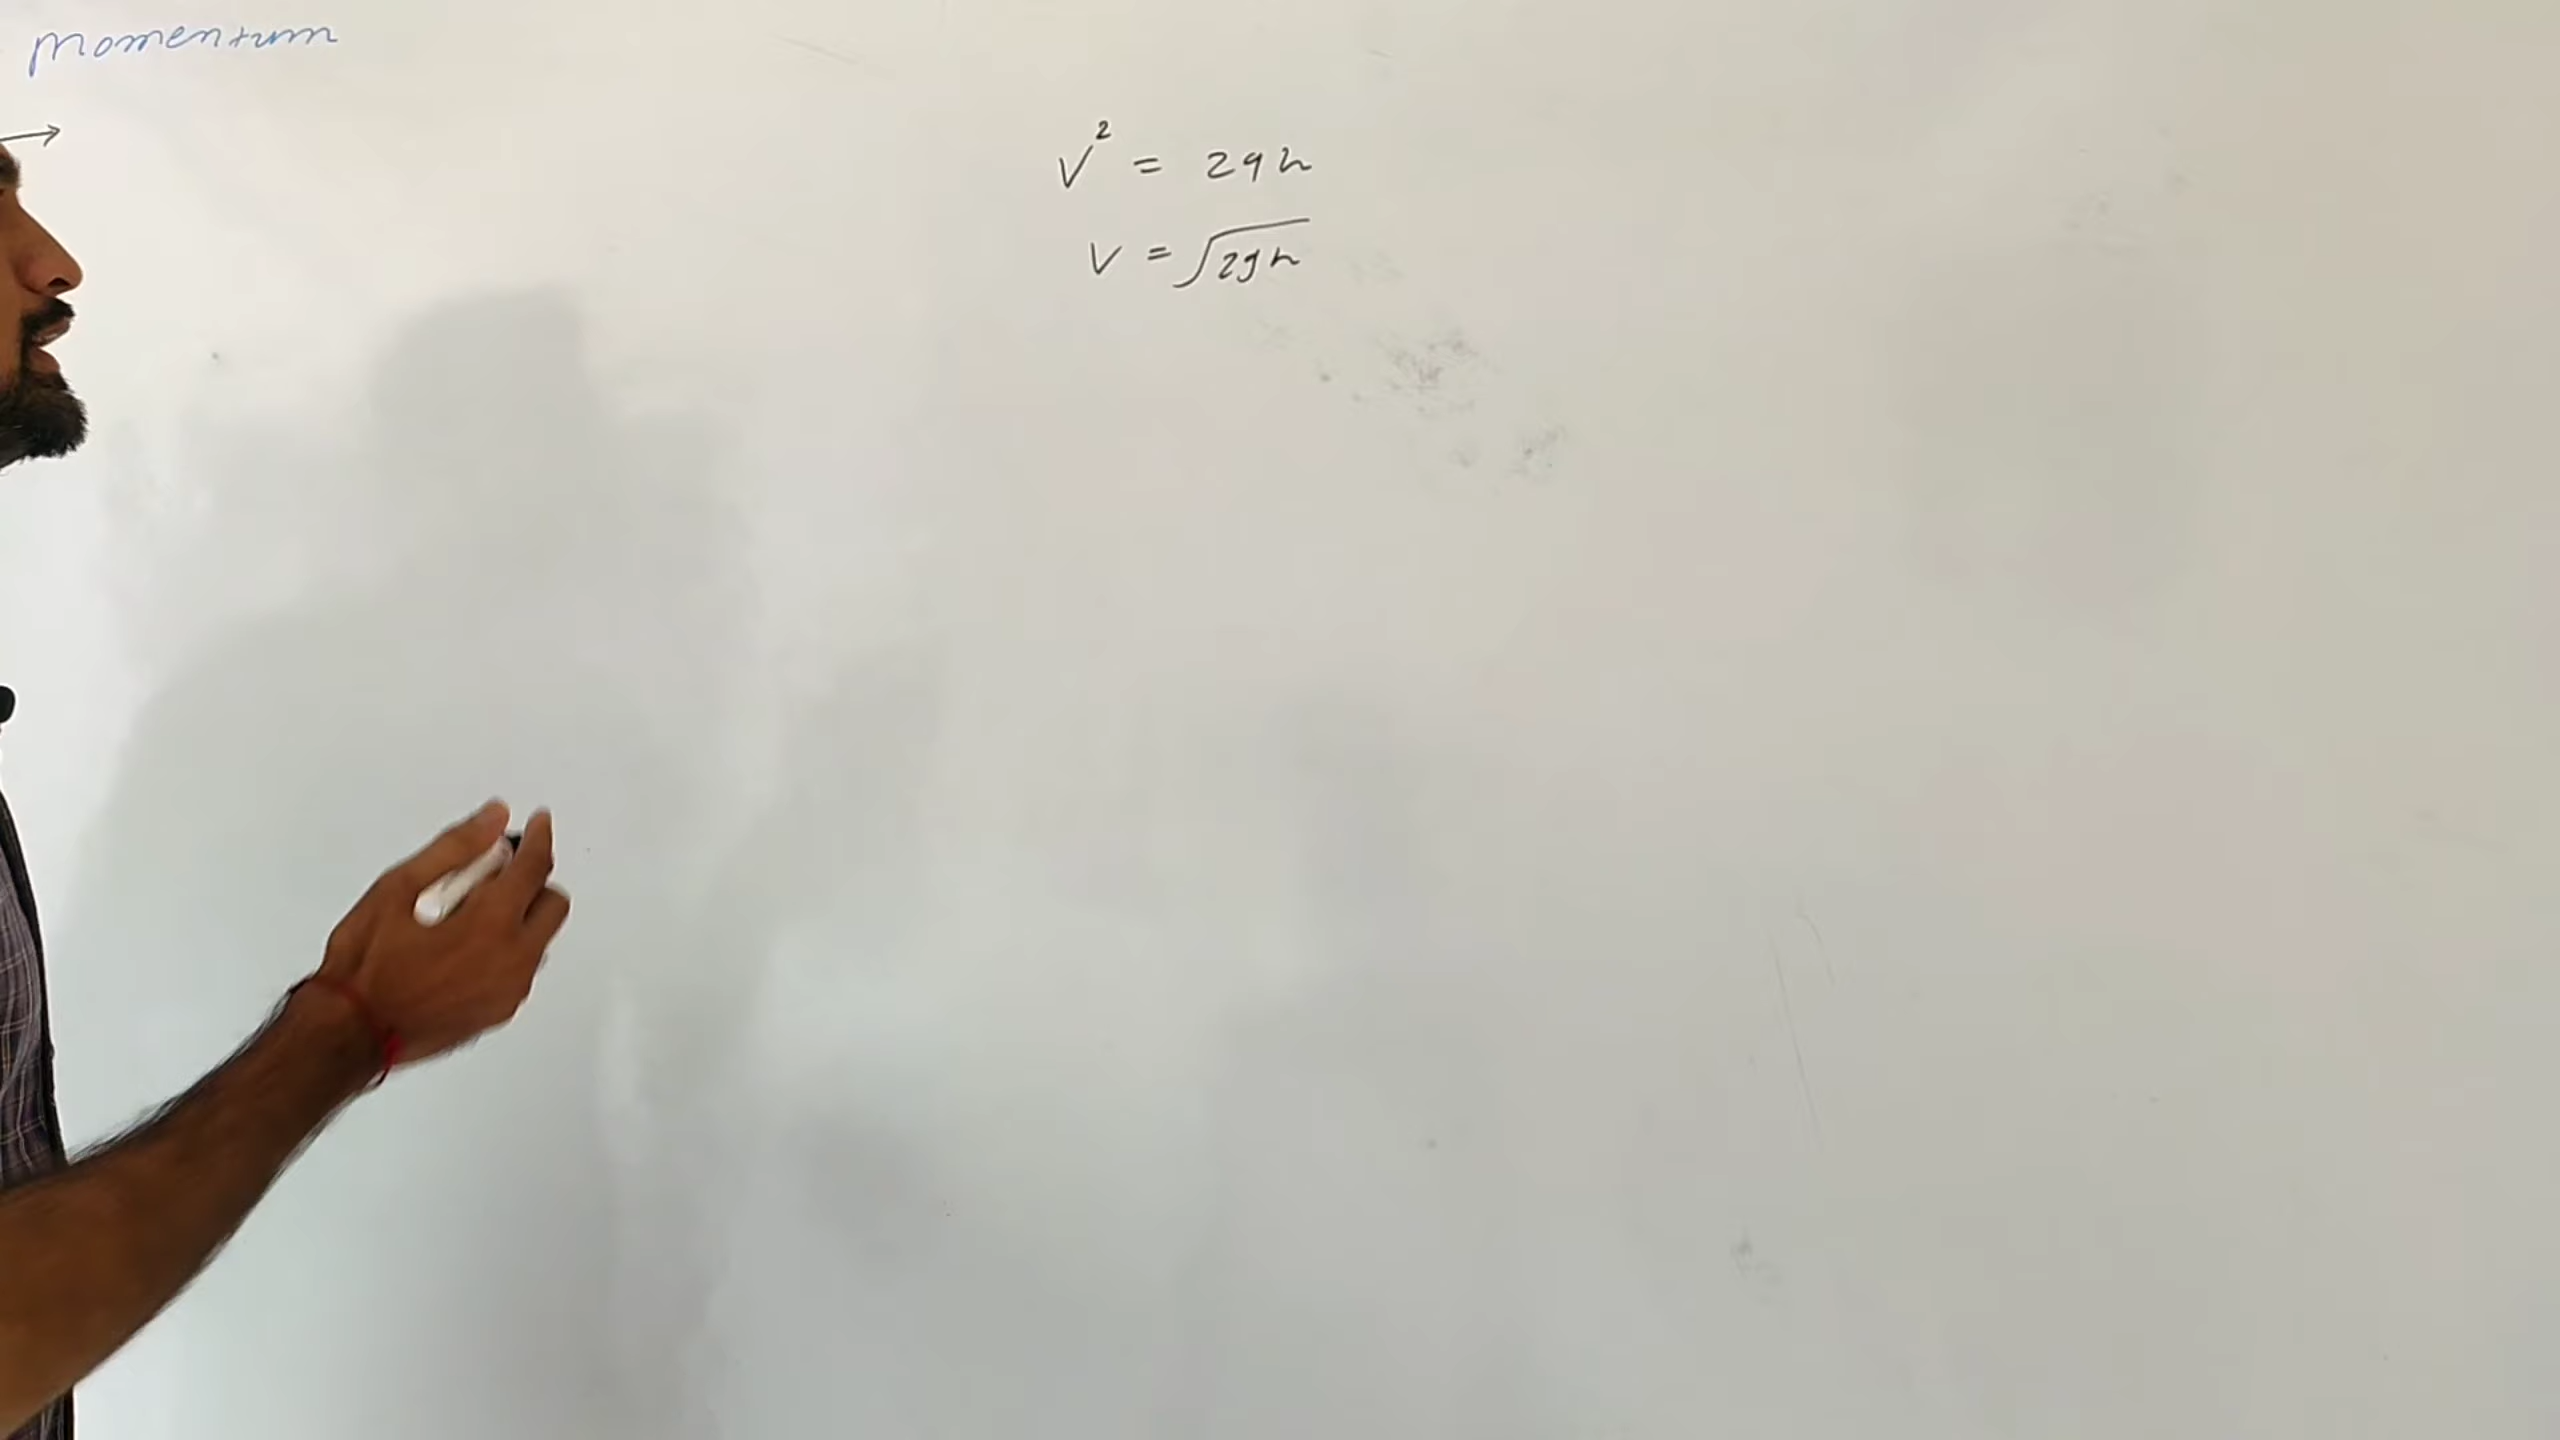 momentum
→
v² = 2gh
v = √2gh